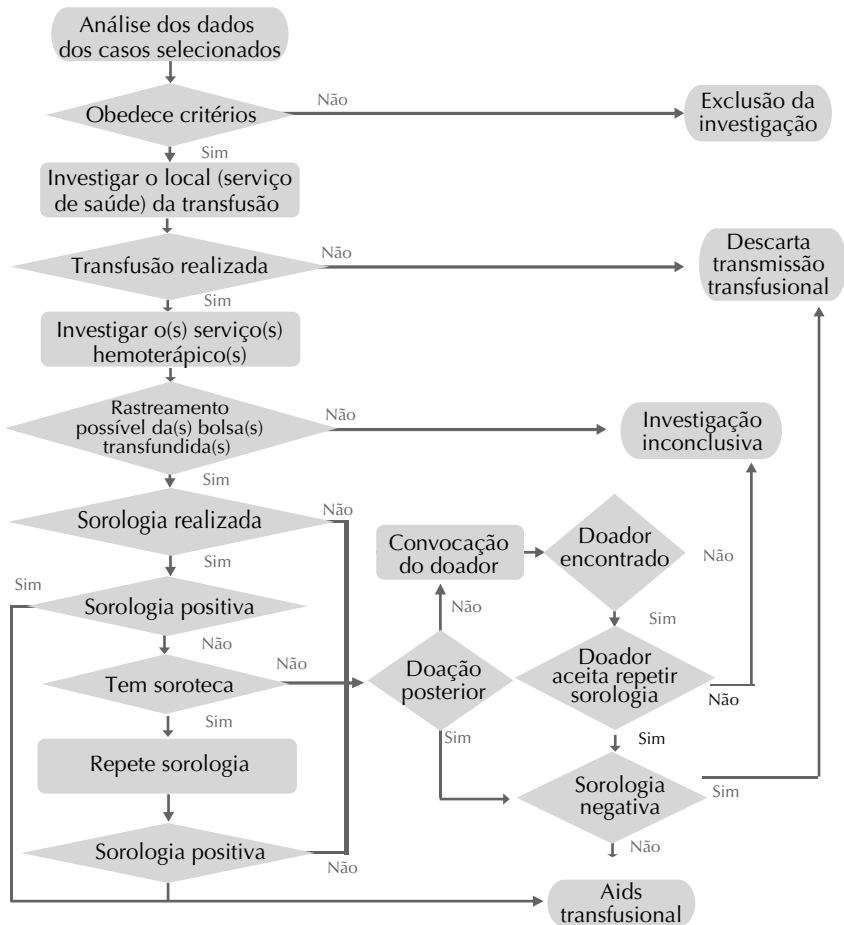 Análise dos dados
dos casos selecionados
Não
Obedece critérios
Exclusão da
investigação
Sim
Investigar o local (serviço
de saúde) da transfusão
Não
Transfusão realizada
Descarta
transmissão
transfusional
Sim
Investigar o(s) serviço(s)
hemoterápico(s)
Rastreamento
possível da(s) bolsa(s)
transfundida(s)
Não
Investigação
inconclusiva
Sim
Sorologia realizada
Não
Convocação
do doador
Doador
encontrado
Não
Sim
Sim
Sorologia positiva
Não
Sim
Não
Tem soroteca
Não
Doação
posterior
Doador
aceita repetir
sorologia
Não
Sim
Sim
Sim
Repete sorologia
Sorologia
negativa
Sim
Sorologia positiva
Não
Não
Aids
transfusional